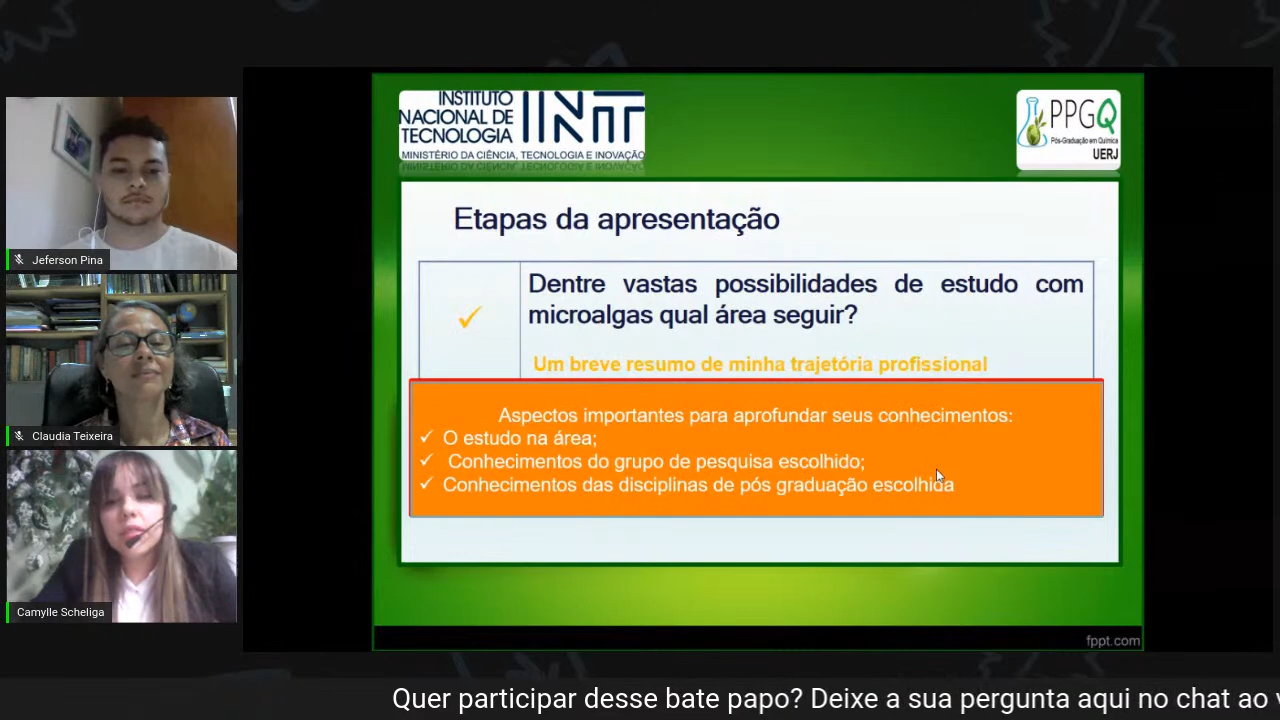 INSTITUTO
NACIONAL DE
TECNOLOGIA
INT
MINISTÉRIO DA CIÊNCIA, TECNOLOGIA E INOVAÇÃO
PPGQ
Pós-Graduação em Química
UERJ
Etapas da apresentação
✓
Dentre vastas possibilidades de estudo com
microalgas qual área seguir?
Um breve resumo de minha trajetória profissional
Aspectos importantes para aprofundar seus conhecimentos:
✓ O estudo na área;
✓ Conhecimentos do grupo de pesquisa escolhido;
✓ Conhecimentos das disciplinas de pós graduação escolhida
fppt.com
Jeferson Pina
Claudia Teixeira
Camylle Scheliga
Quer participar desse bate papo? Deixe a sua pergunta aqui no chat ao